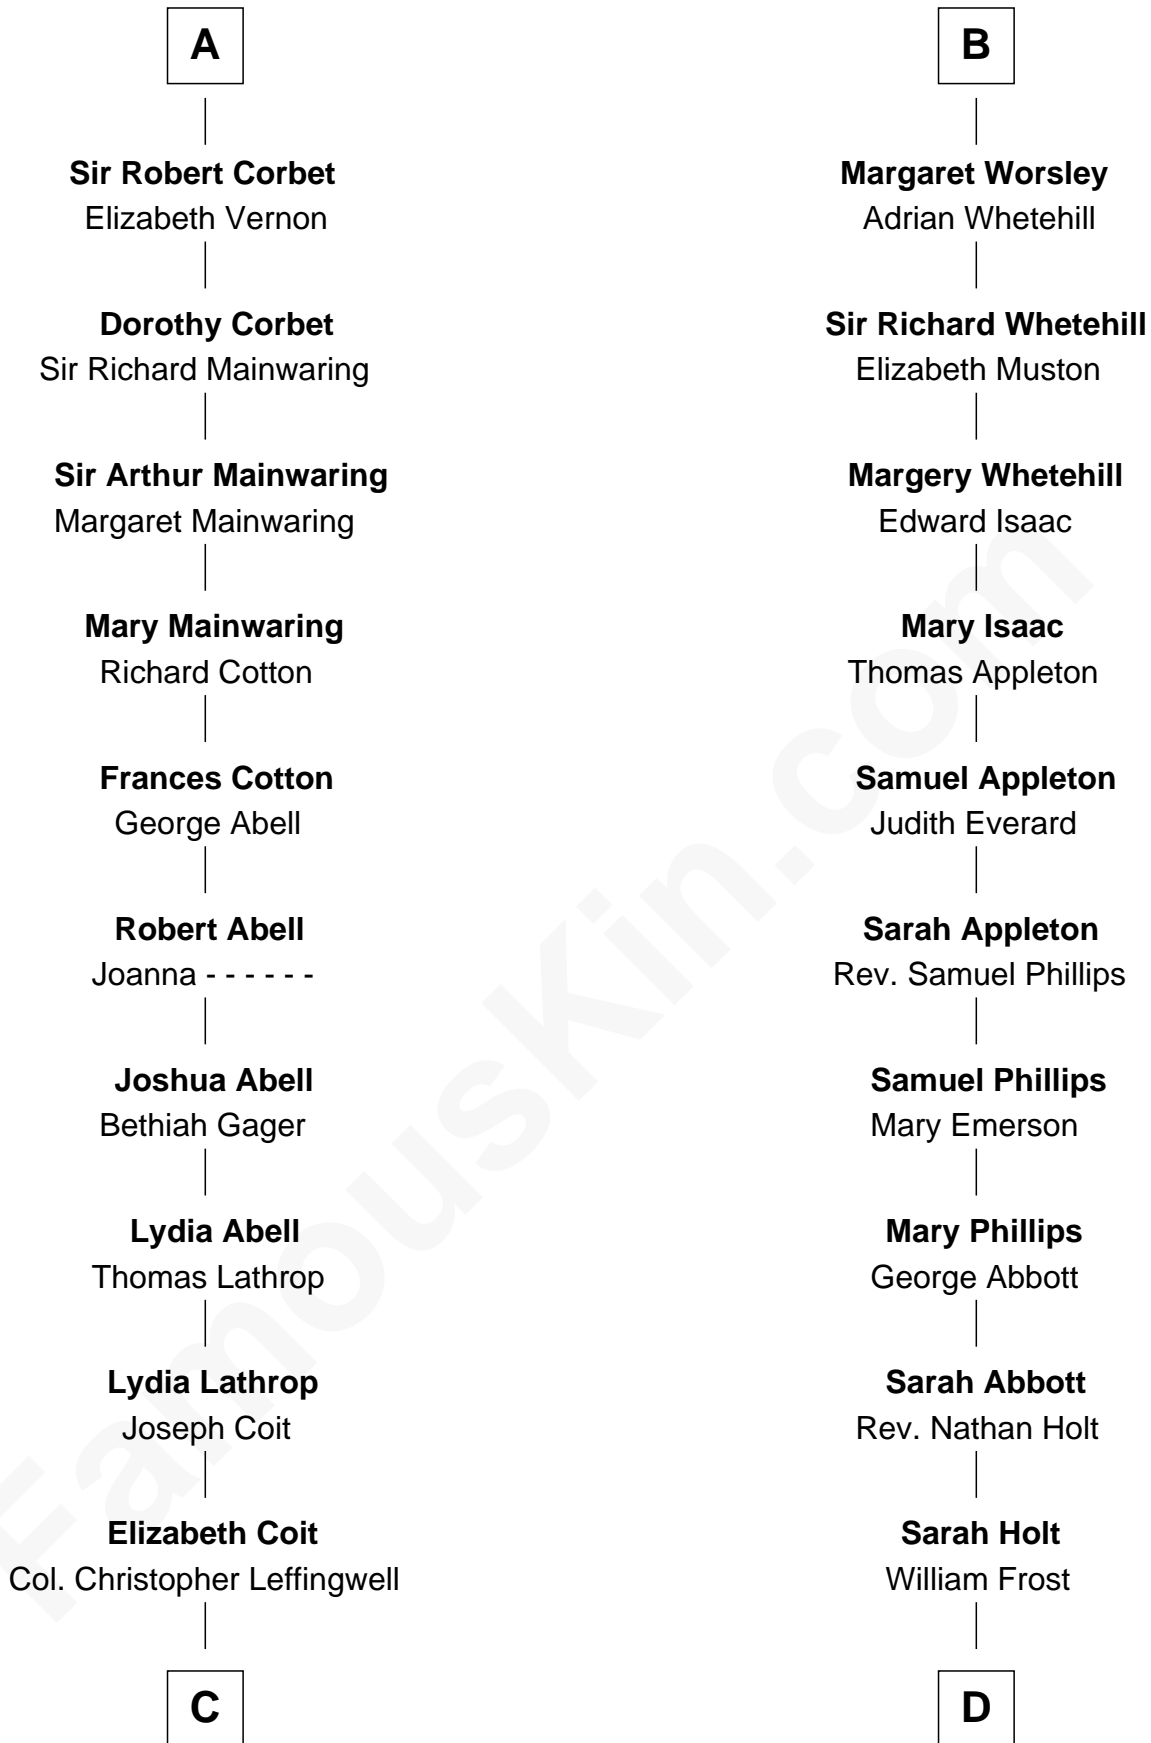 A
Sir Robert Corbet
Elizabeth Vernon
Dorothy Corbet
Sir Richard Mainwaring
Sir Arthur Mainwaring
Margaret Mainwaring
Mary Mainwaring
Richard Cotton
Frances Cotton
George Abell
Robert Abell
Joanna - - - - - -
Joshua Abell
Bethiah Gager
Lydia Abell
Thomas Lathrop
Lydia Lathrop
Joseph Coit
Elizabeth Coit
Col. Christopher Leffingwell
C
B
Margaret Worsley
Adrian Whetehill
Sir Richard Whetehill
Elizabeth Muston
Margery Whetehill
Edward Isaac
Mary Isaac
Thomas Appleton
Samuel Appleton
Judith Everard
Sarah Appleton
Rev. Samuel Phillips
Samuel Phillips
Mary Emerson
Mary Phillips
George Abbott
Sarah Abbott
Rev. Nathan Holt
Sarah Holt
William Frost
D
FamousKin.com